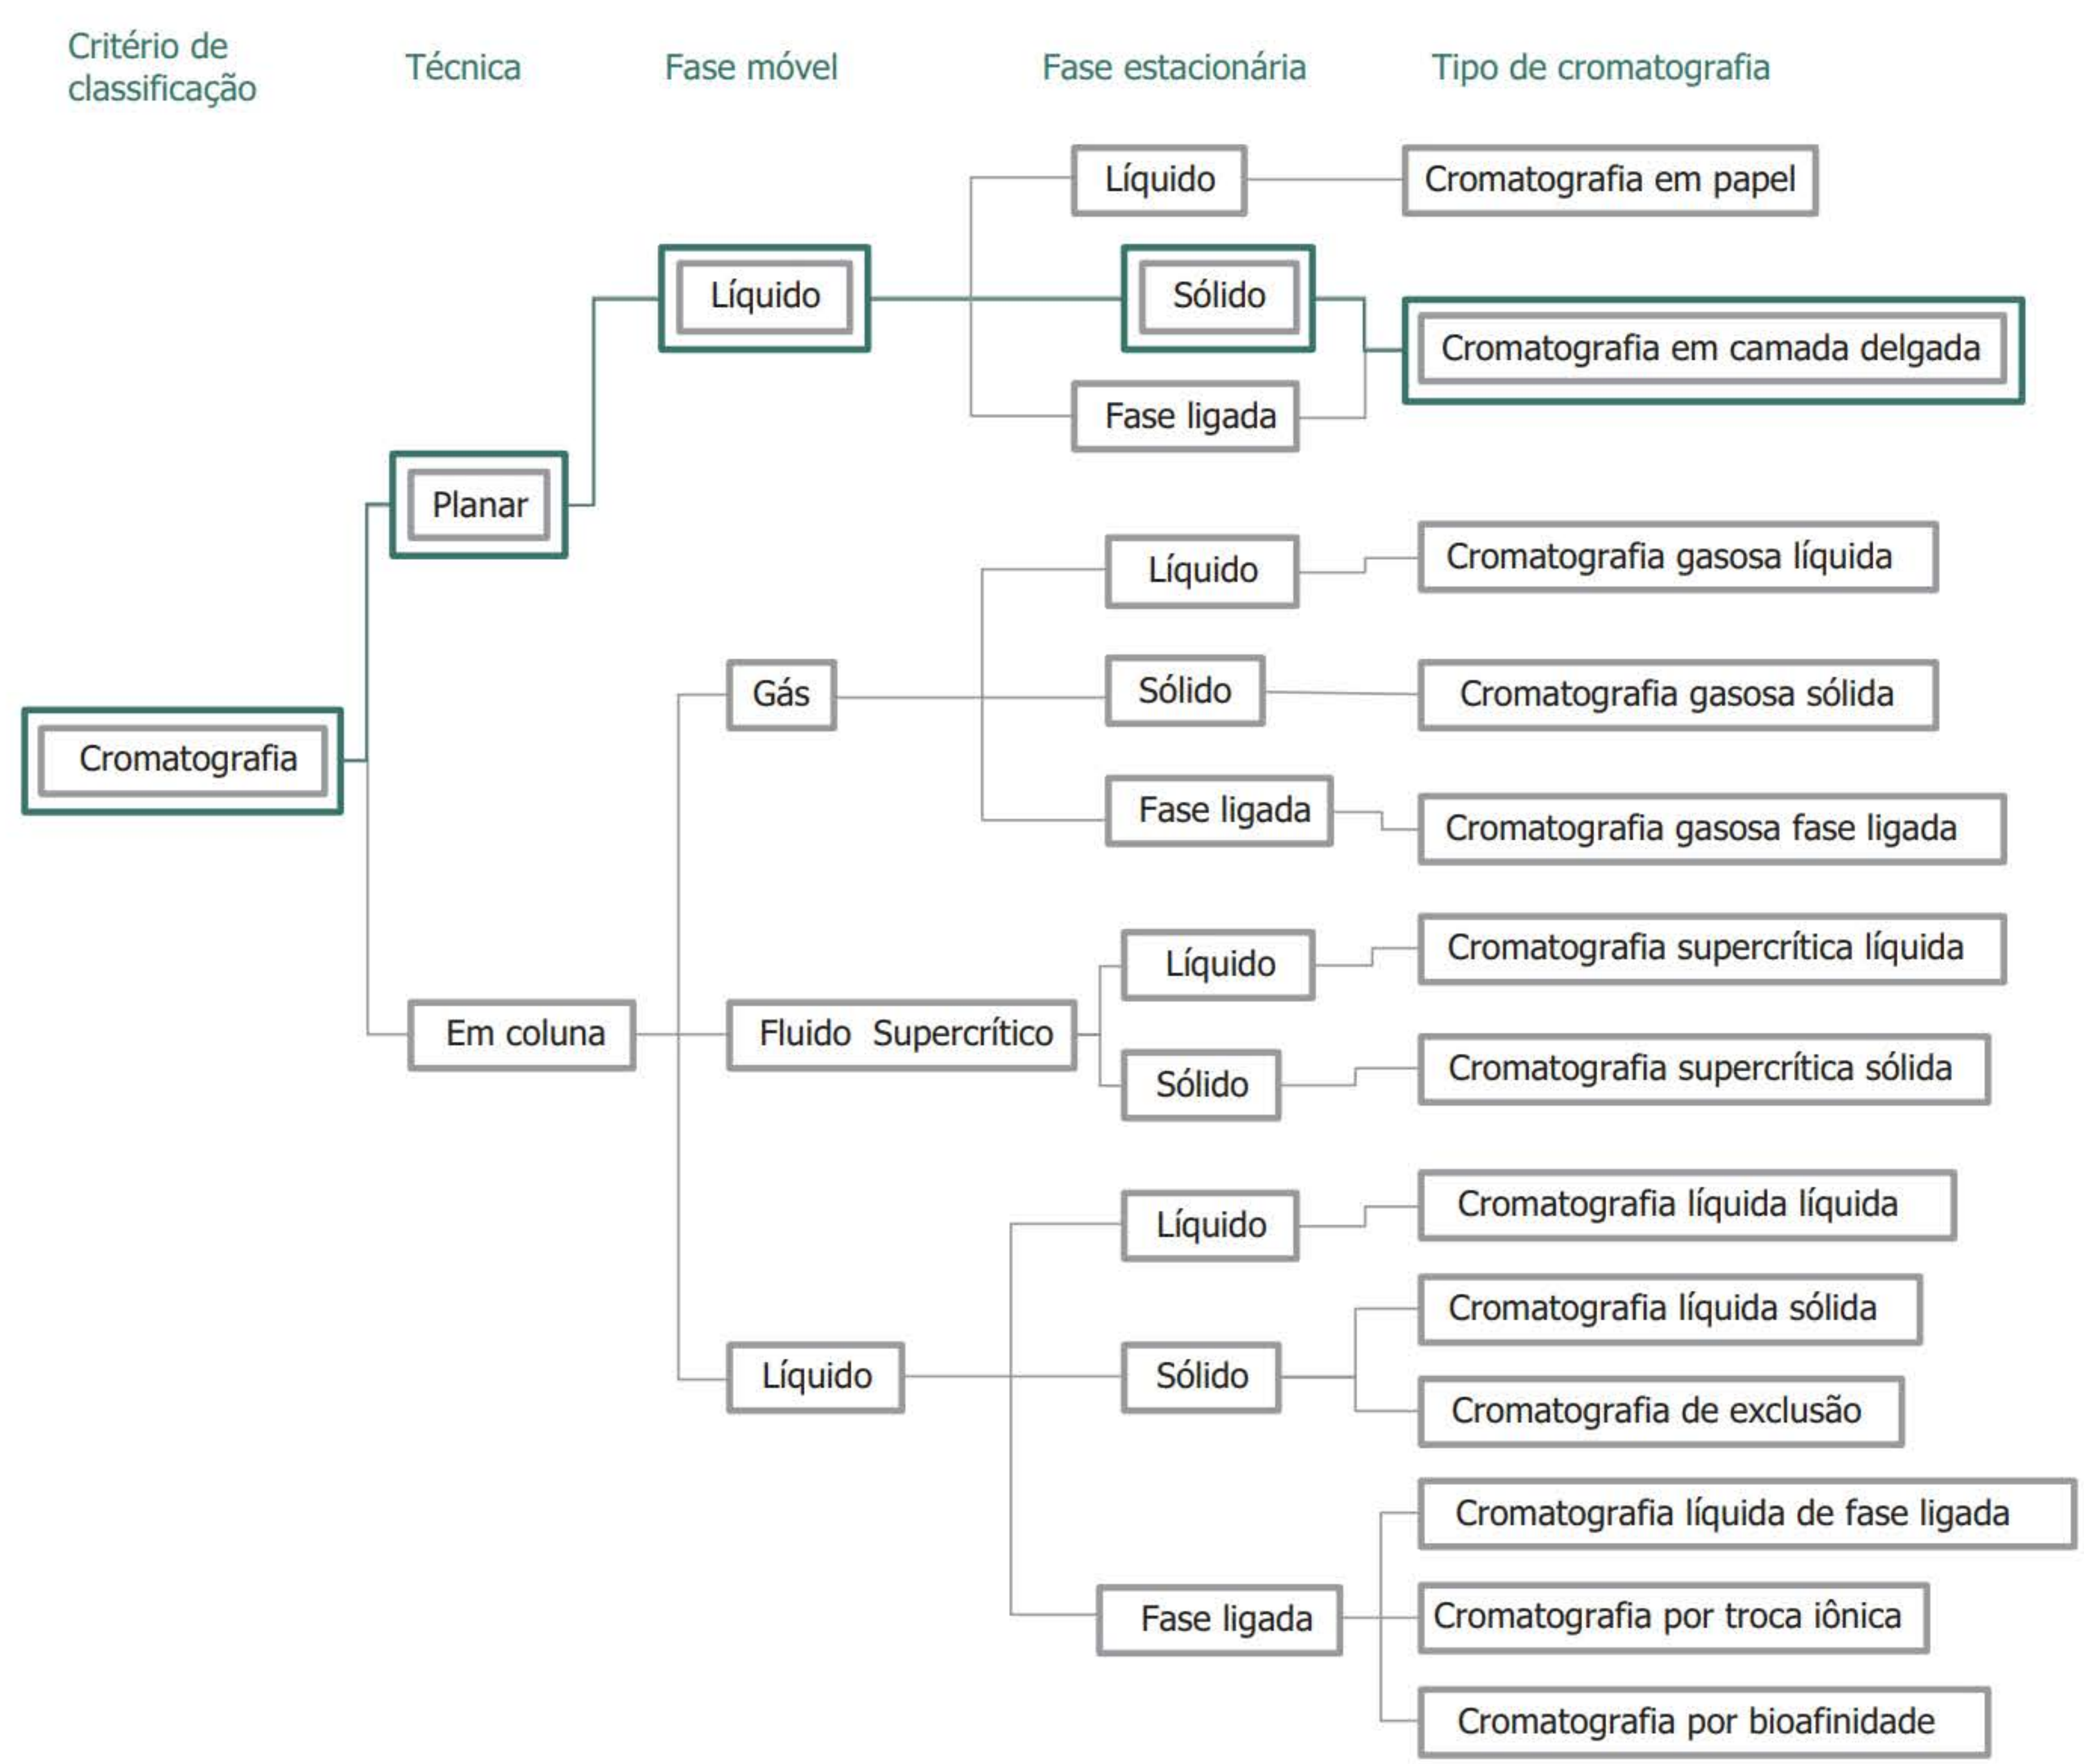 Critério de
classificação
Técnica
Fase móvel
Fase estacionária
Tipo de cromatografia
Líquido
Cromatografia em papel
Líquido
Sólido
Cromatografia em camada delgada
Fase ligada
Planar
Líquido
Cromatografia gasosa líquida
Gás
Sólido
Cromatografia gasosa sólida
Cromatografia
Fase ligada
Cromatografia gasosa fase ligada
Líquido
Cromatografia supercrítica líquida
Em coluna
Fluido Supercrítico
Sólido
Cromatografia supercrítica sólida
Líquido
Cromatografia líquida líquida
Líquido
Sólido
Cromatografia líquida sólida
Cromatografia de exclusão
Fase ligada
Cromatografia líquida de fase ligada
Cromatografia por troca iônica
Cromatografia por bioafinidade